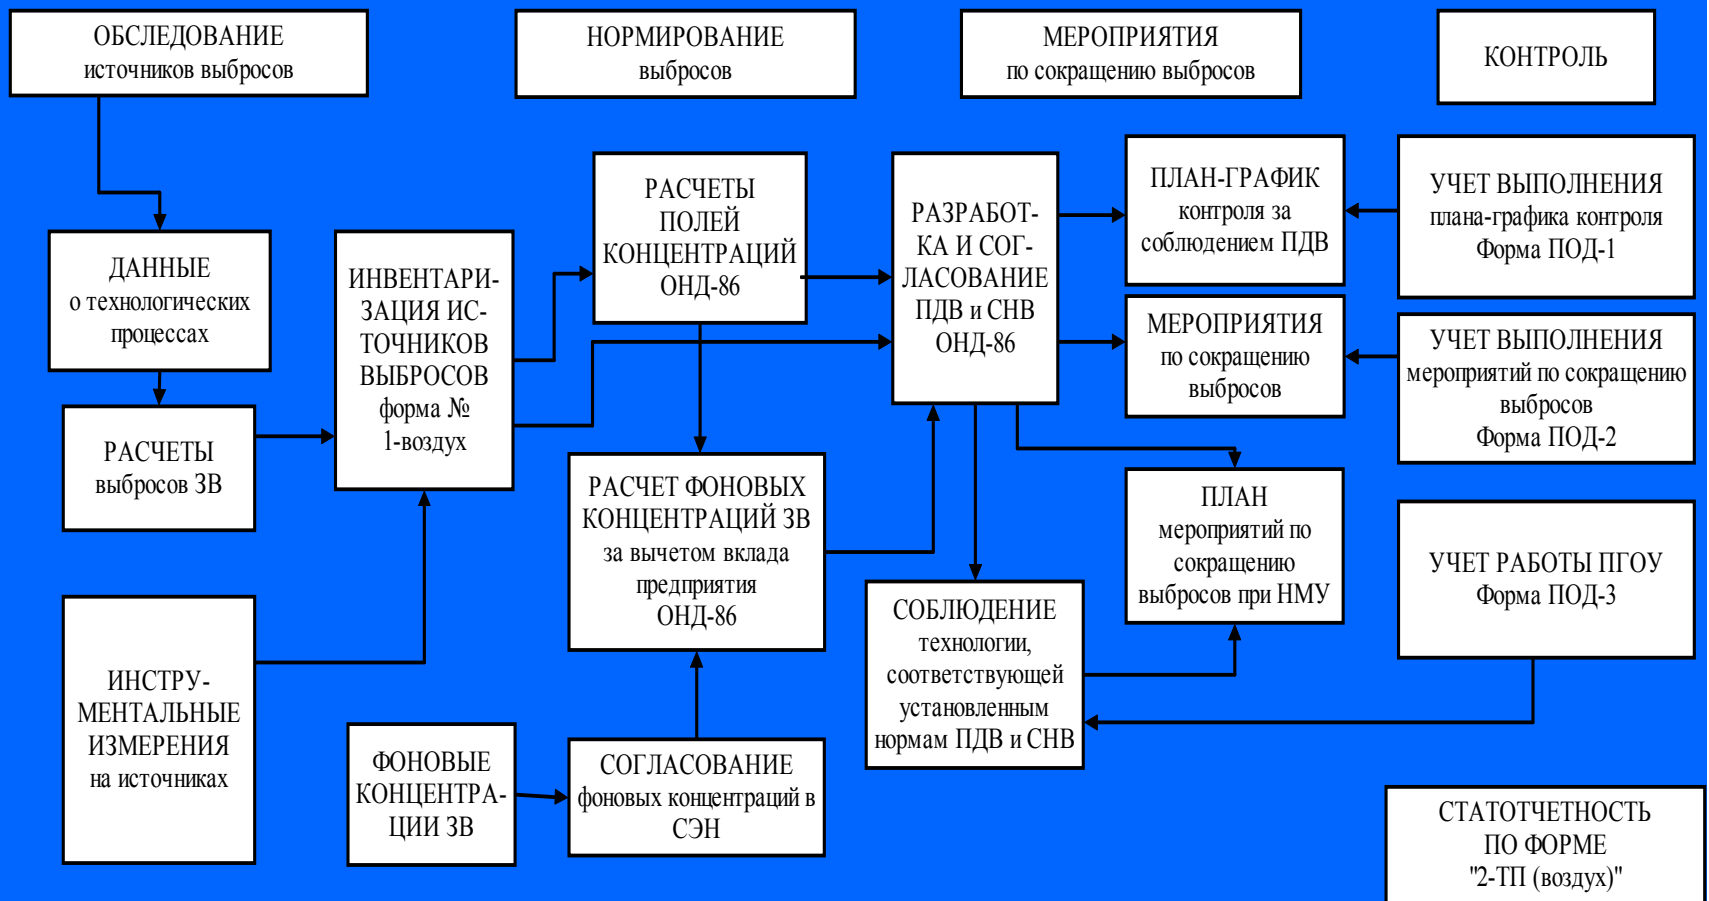 ОБСЛЕДОВАНИЕ
источников выбросов
НОРМИРОВАНИЕ
выбросов
МЕРОПРИЯТИЯ
по сокращению выбросов
КОНТРОЛЬ
ДАННЫЕ
о технологических
процессах
РАСЧЕТЫ
выбросов ЗВ
ИНСТРУ-
МЕНТАЛЬНЫЕ
ИЗМЕРЕНИЯ
на источниках
ИНВЕНТАРИ-
ЗАЦИЯ ИС-
ТОЧНИКОВ
ВЫБРОСОВ
форма №
1-воздух
ФОНОВЫЕ
КОНЦЕНТРА-
ЦИИ ЗВ
РАСЧЕТЫ
ПОЛЕЙ
КОНЦЕНТРАЦИЙ
ОНД-86
РАСЧЕТ ФОНОВЫХ
КОНЦЕНТРАЦИЙ ЗВ
за вычетом вклада
предприятия
ОНД-86
СОГЛАСОВАНИЕ
фоновых концентраций в
СЭН
РАЗРАБОТ-
КА И СОГ-
ЛАСОВАНИЕ
ПДВ и СНВ
ОНД-86
СОБЛЮДЕНИЕ
технологии,
соответствующей
установленным
нормам ПДВ и СНВ
ПЛАН-ГРАФИК
контроля за
соблюдением ПДВ
МЕРОПРИЯТИЯ
по сокращению
выбросов
ПЛАН
мероприятий по
сокращению
выбросов при НМУ
УЧЕТ ВЫПОЛНЕНИЯ
плана-графика контроля
Форма ПОД-1
УЧЕТ ВЫПОЛНЕНИЯ
мероприятий по сокращению
выбросов
Форма ПОД-2
УЧЕТ РАБОТЫ ПГОУ
Форма ПОД-3
СТАТОТЧЕТНОСТЬ
ПО ФОРМЕ
"2-ТП (воздух)"